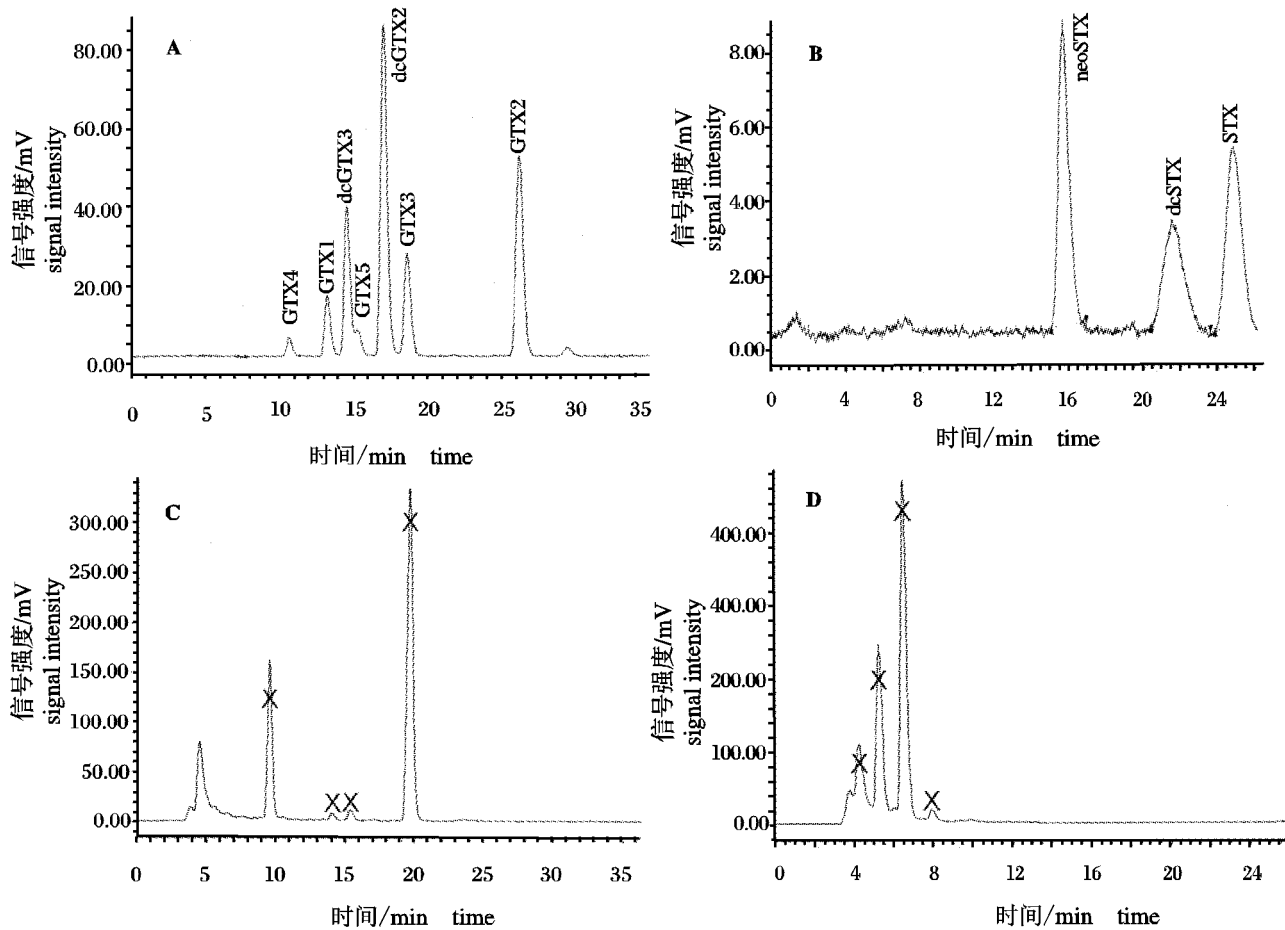 A
信号强度/mV
signal intensity
80.00
60.00
40.00
20.00
0.00
GTX4
GTX1
dcGTX3
GTX5
dcGTX2
GTX3
GTX2
0 5 10 15 20 25 30 35
时间/min time
B
信号强度/mV
signal intensity
8.00
6.00
4.00
2.00
0.00
neoSTX
dcSTX
STX
0 4 8 12 16 20 24
时间/min time
C
信号强度/mV
signal intensity
300.00
250.00
200.00
150.00
100.00
50.00
0.00
X
X
X
X
0 5 10 15 20 25 30 35
时间/min time
D
信号强度/mV
signal intensity
400.00
400.00
200.00
100.00
0.00
X
X
X
X
0 4 8 12 16 20 24
时间/min time